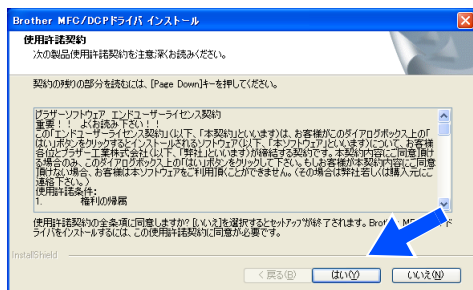 Brother MFC/DCPドライバ インストール
使用許諾契約
次の製品使用許諾契約を注意深くお読みください。
契約の残りの部分を読むには、[Page Down]キーを押してください。
ブラザーソフトウェア エンドユーザーライセンス契約
重要!! よくお読み下さい!!
この「エンドユーザーライセンス契約」(以下、「本契約」といいます)は、お客様がこのダイアログボックス上の「
はい」ボタンをクリックするとインストールされるソフトウェア(以下、「本ソフトウェア」といいます)について、お客様
各位とブラザー工業株式会社(以下、「弊社」といいます)が締結する契約です。本契約内容にご同意頂け
る場合のみ、このダイアログボックス上の「はい」ボタンをクリックして下さい。もしお客様が本契約内容にご同意
頂けない場合、お客様は本ソフトウェアをご利用頂くことができません。(その場合は弊社若しくは購入元にご
連絡下さい。)
使用許諾条件:
1. 権利の帰属
使用許諾契約の全条項に同意しますか? [いいえ]を選択するとセットアップが終了されます。Brother MF
ライバをインストールするには、この使用許諾契約に同意が必要です。
InstallShield
< 戻る(B) はい(Y) いいえ(N)